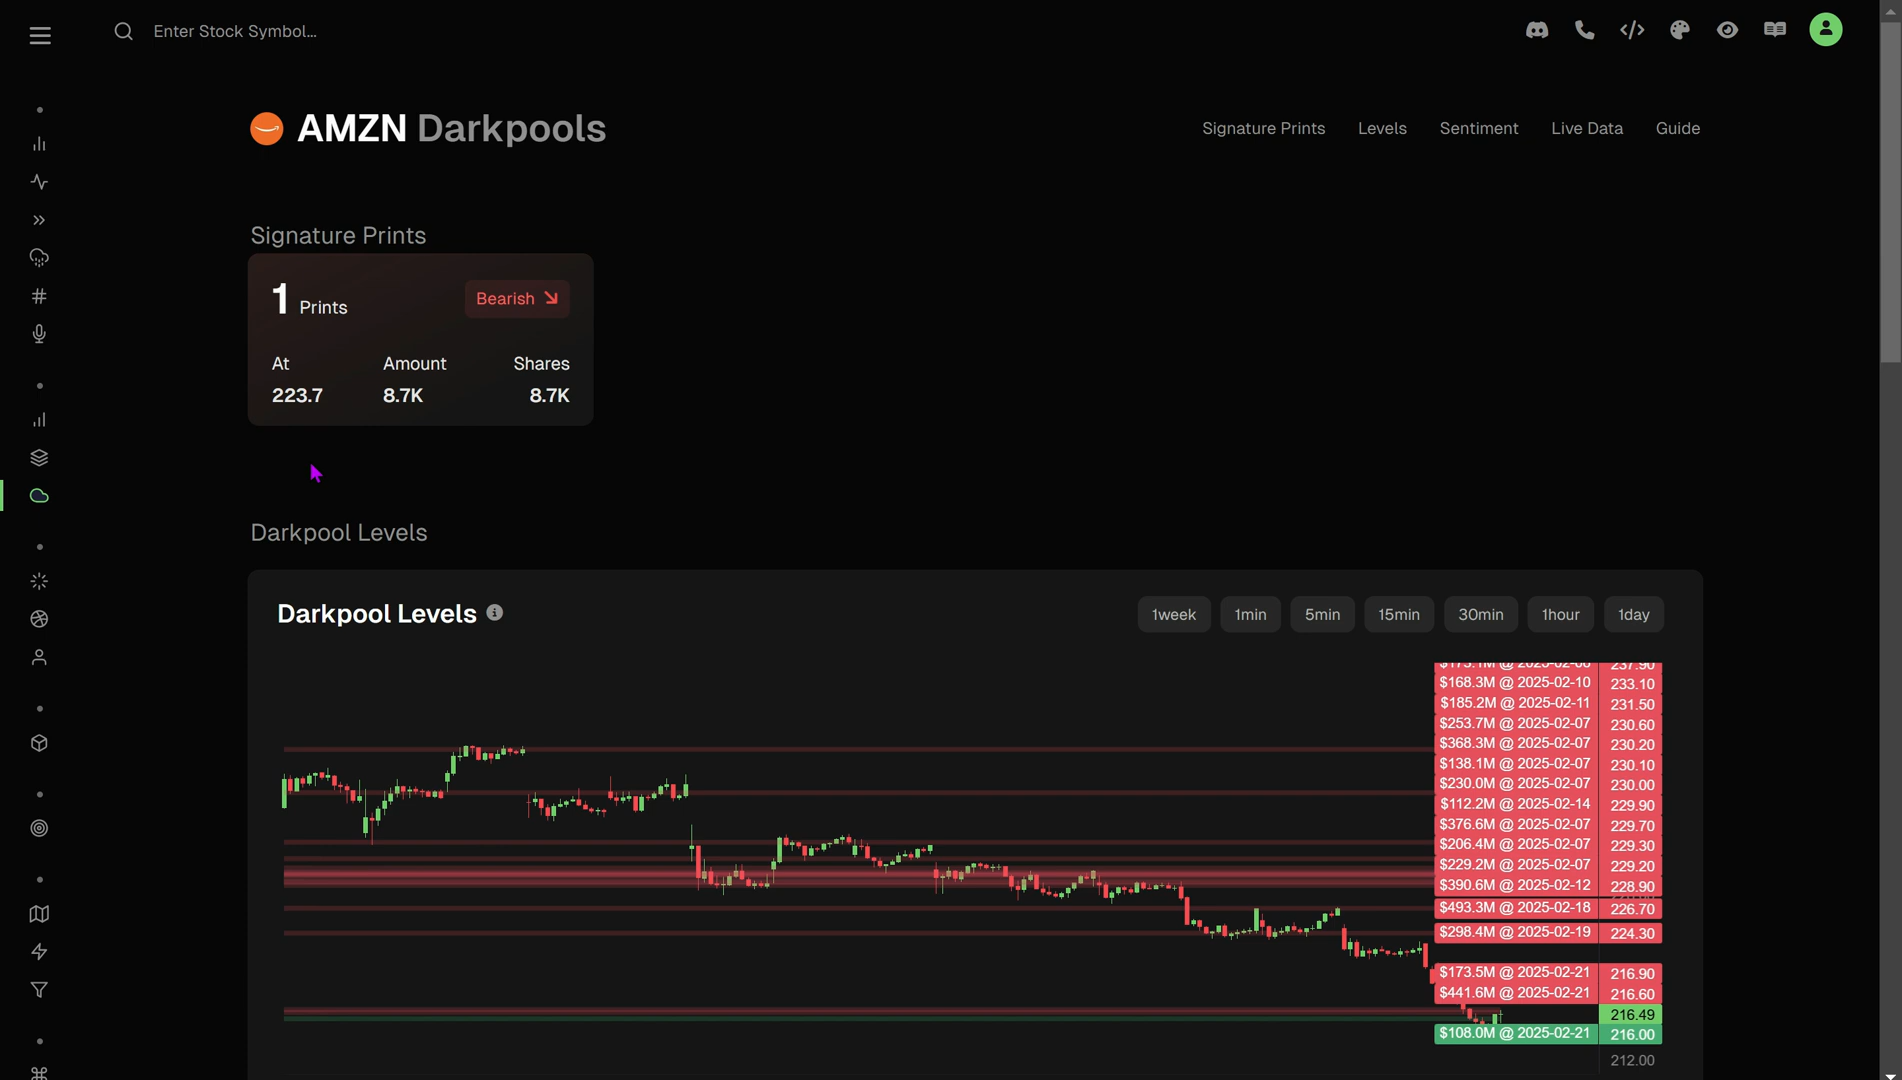 Enter Stock Symbol...
AMZN Darkpools
Signature Prints Levels Sentiment Live Data Guide
Signature Prints
1 Prints Bearish
At Amount Shares
223.7 8.7K 8.7K
Darkpool Levels
Darkpool Levels
1week 1min 5min 15min 30min 1hour 1day
$173.1M @ 2025-02-06 237.90
$168.3M @ 2025-02-10 233.10
$185.2M @ 2025-02-11 231.50
$253.7M @ 2025-02-07 230.60
$368.3M @ 2025-02-07 230.20
$138.1M @ 2025-02-07 230.10
$230.0M @ 2025-02-07 230.00
$112.2M @ 2025-02-14 229.90
$376.6M @ 2025-02-07 229.70
$206.4M @ 2025-02-07 229.30
$229.2M @ 2025-02-07 229.20
$390.6M @ 2025-02-12 228.90
$493.3M @ 2025-02-18 226.70
$298.4M @ 2025-02-19 224.30
$173.5M @ 2025-02-21 216.90
$441.6M @ 2025-02-21 216.60
216.49
$108.0M @ 2025-02-21 216.00
212.00